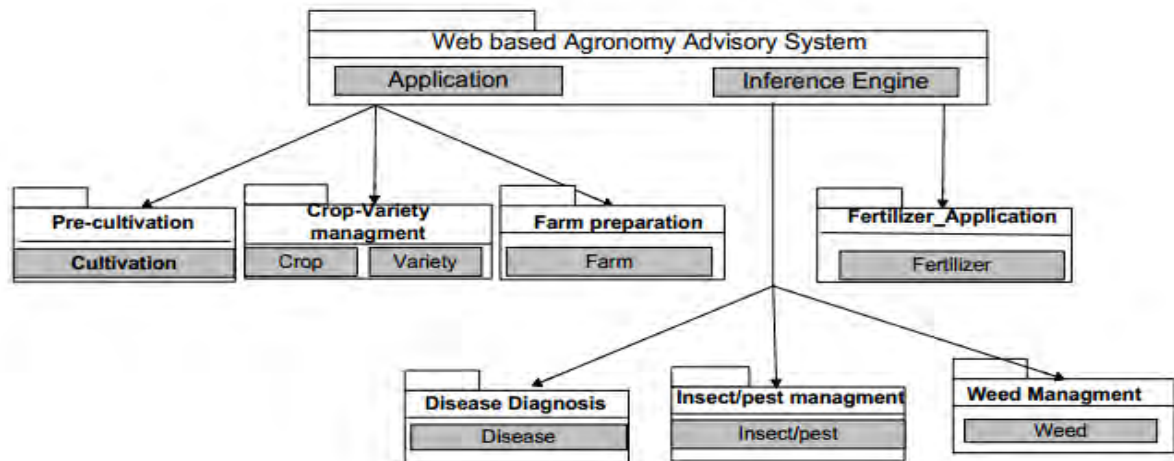 Web based Agronomy Advisory System
Application
Inference Engine
Pre-cultivation
Cultivation
Crop-Variety
managment
Crop
Variety
Farm preparation
Farm
Fertilizer_Application
Fertilizer
Disease Diagnosis
Disease
Insect/pest managment
Insect/pest
Weed Managment
Weed